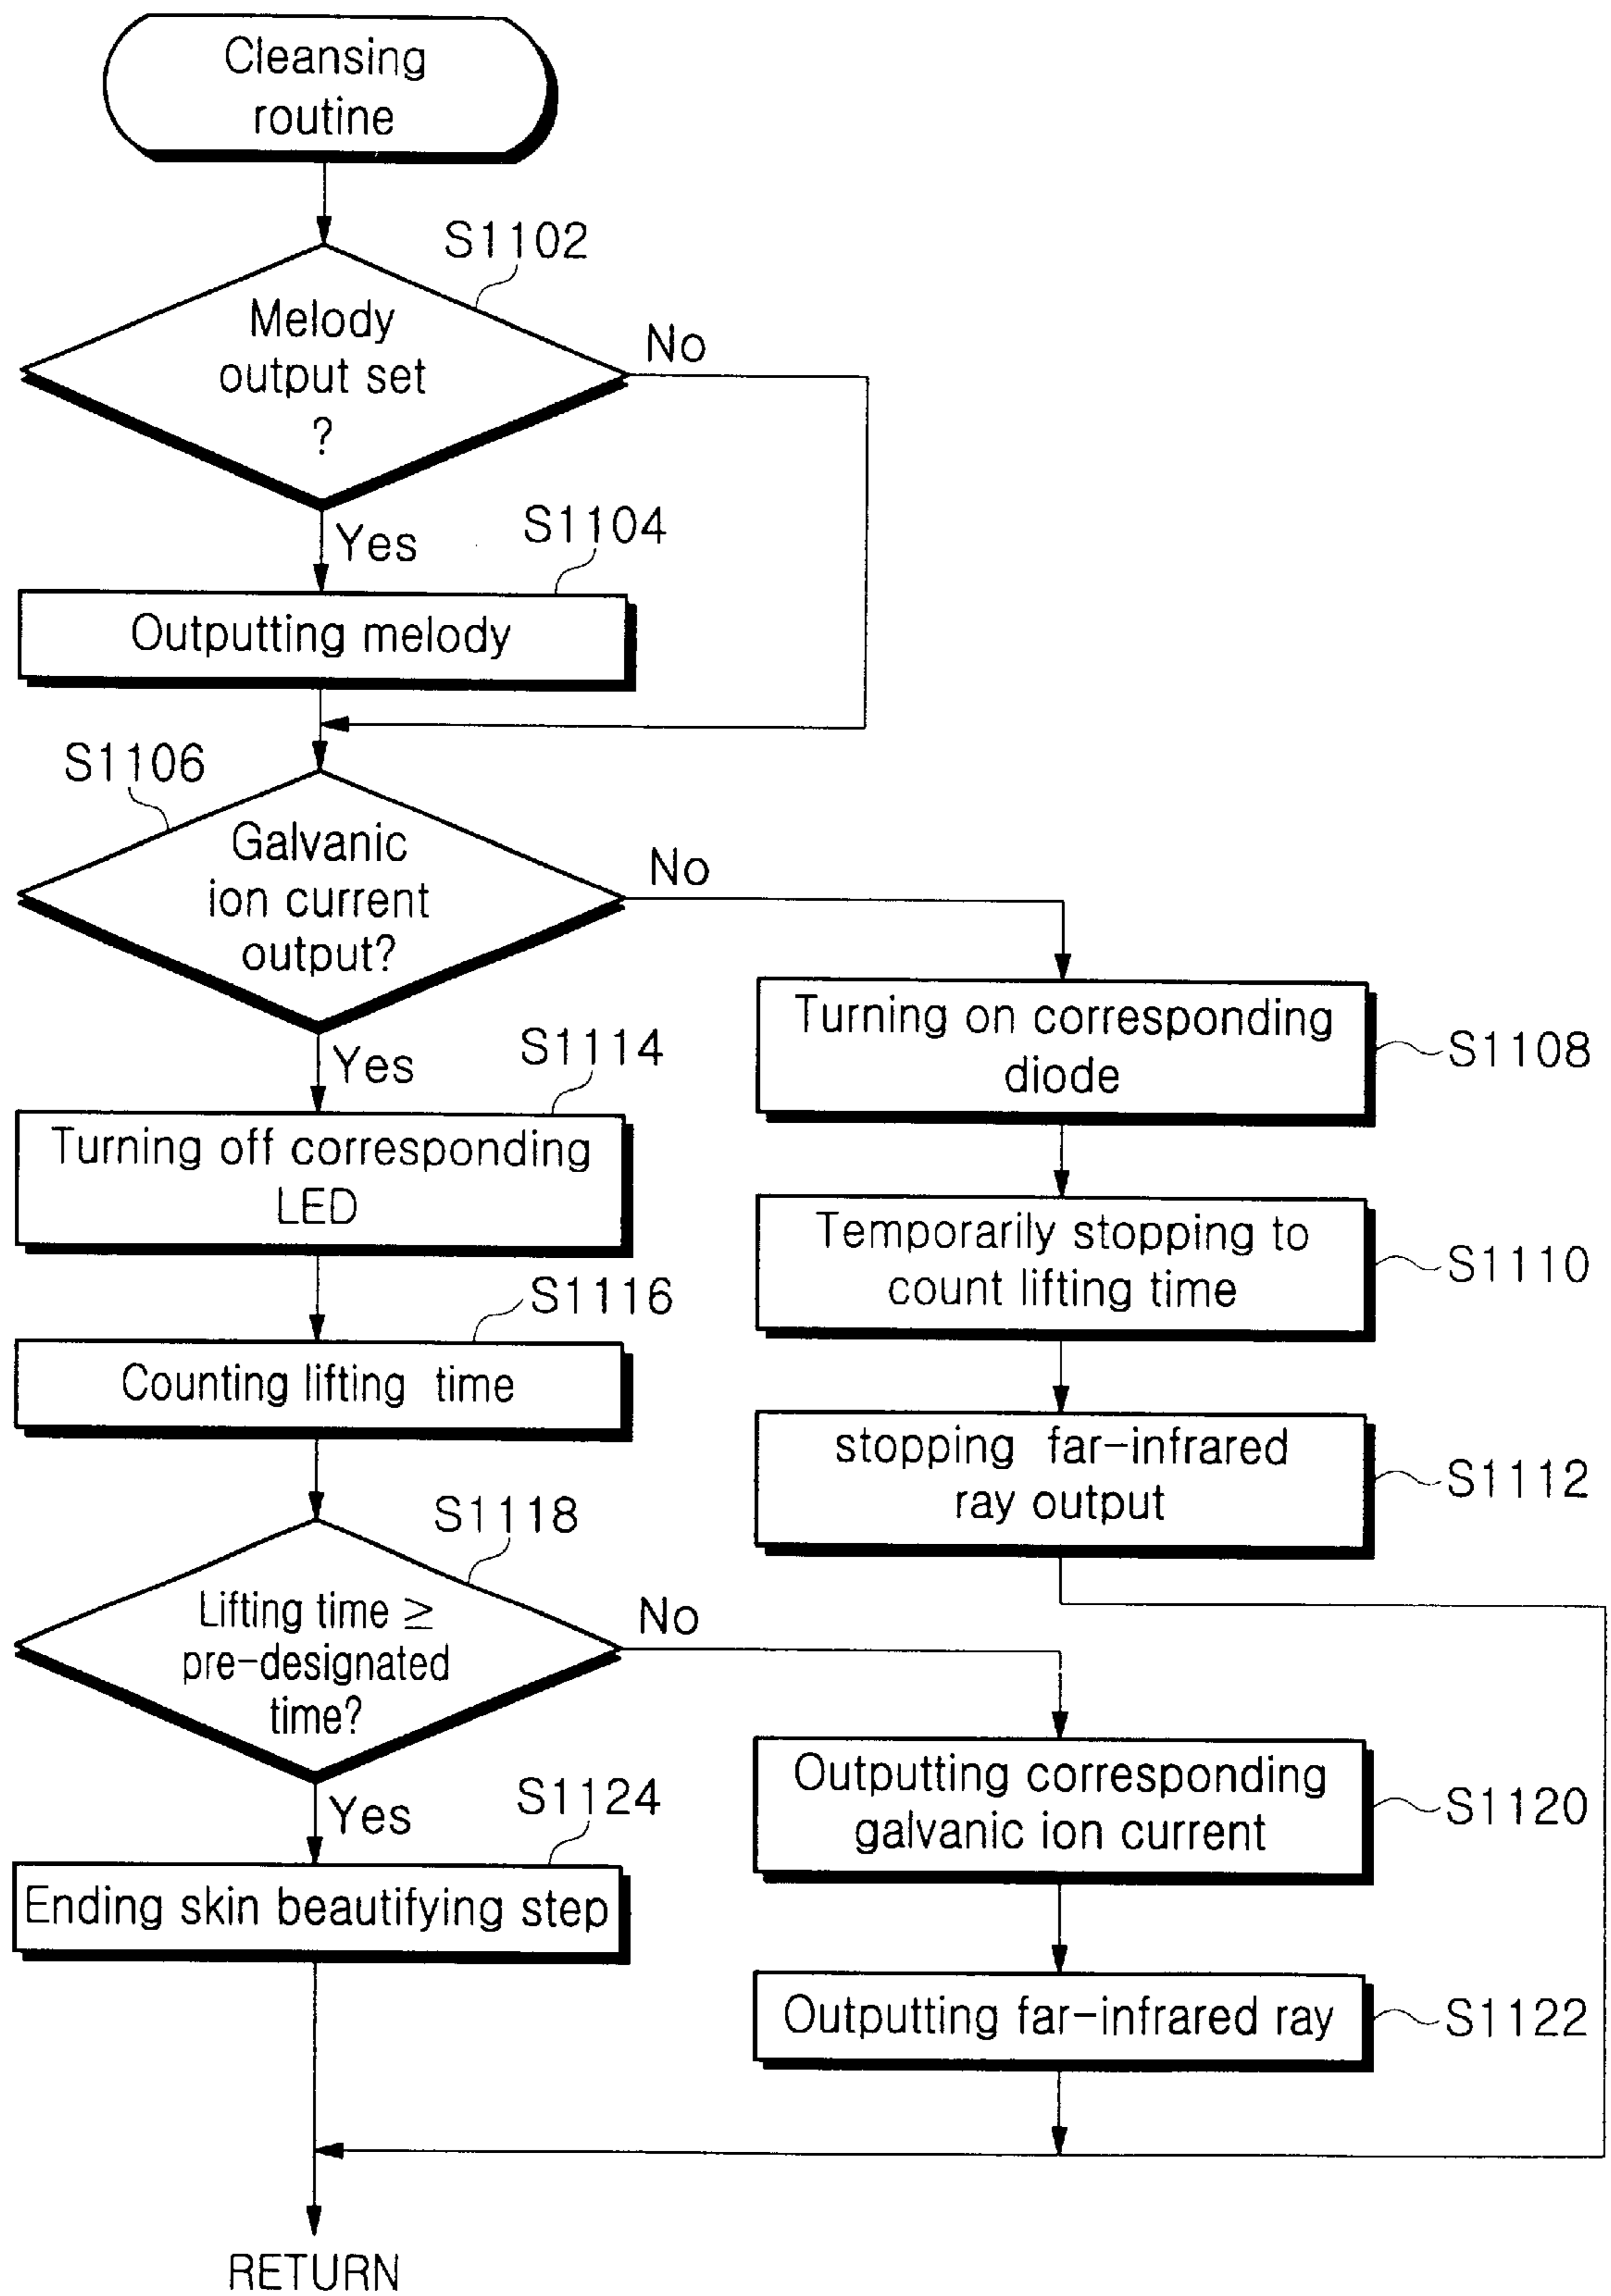 Cleansing
routine
S1102
Melody
output set
?
No
Yes
S1104
Outputting melody
S1106
Galvanic
ion current
output?
No
Yes
Turning on corresponding
diode
S1108
S1114
Turning off corresponding
LED
Temporarily stopping to
count lifting time
S1110
S1116
Counting lifting time
stopping far-infrared
ray output
S1112
S1118
Lifting time ≥
pre-designated
time?
No
Yes
Outputting corresponding
galvanic ion current
S1120
S1124
Ending skin beautifying step
Outputting far-infrared ray
S1122
RETURN